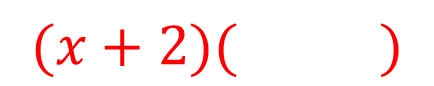 (x + 2)(          )